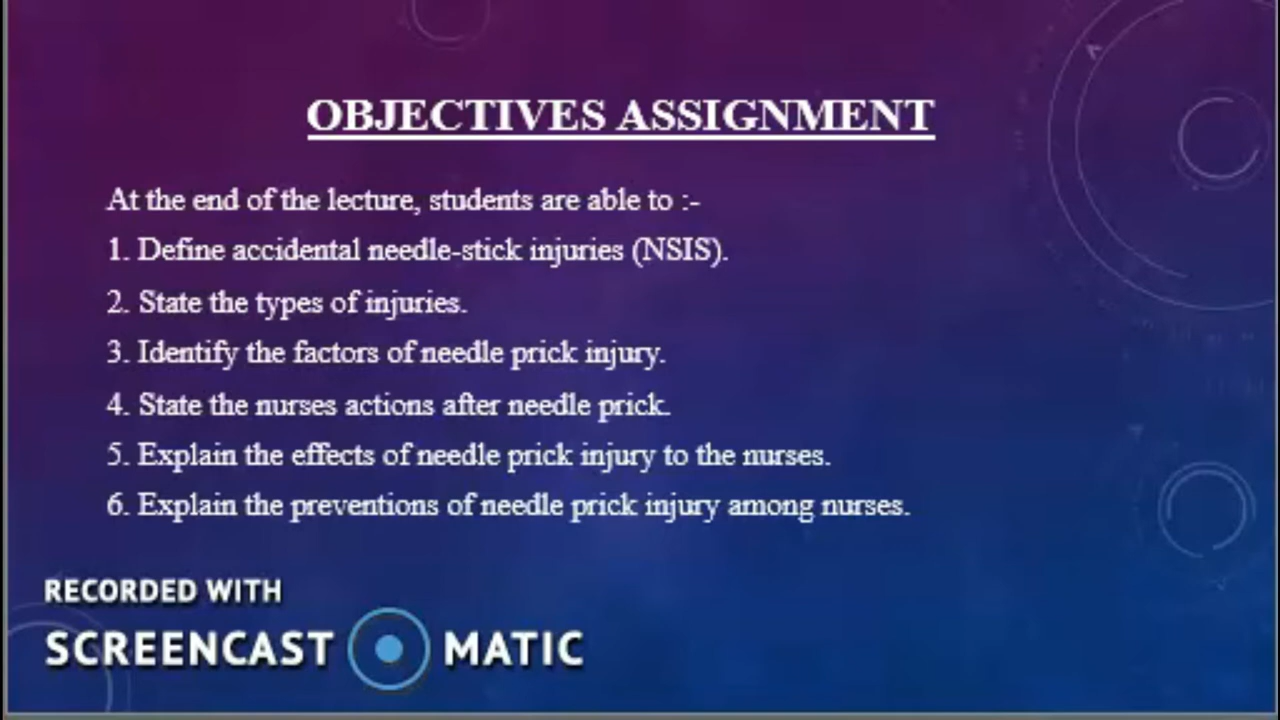 OBJECTIVES ASSIGNMENT
At the end of the lecture, students are able to :-
1. Define accidental needle-stick injuries (NSIS).
2. State the types of injuries.
3. Identify the factors of needle prick injury.
4. State the nurses actions after needle prick.
5. Explain the effects of needle prick injury to the nurses.
6. Explain the preventions of needle prick injury among nurses.
RECORDED WITH
SCREENCAST MATIC